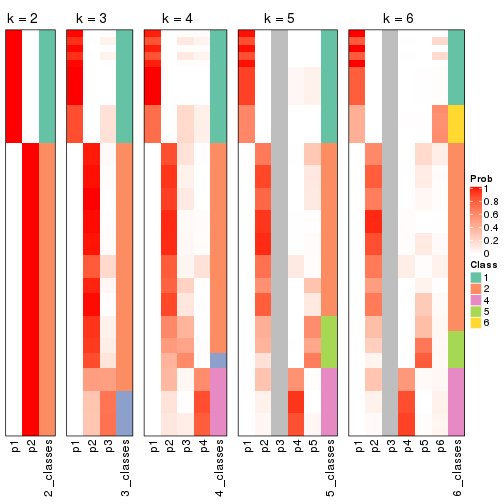 k = 2
k = 3
k = 4
k = 5
k = 6
p1
p2
2_classes
p1
p2
p3
3_classes
p1
p2
p3
p4
4_classes
p1
p2
p3
p4
p5
5_classes
p1
p2
p3
p4
p5
p6
6_classes
Prob
1
0.8
0.6
0.4
0.2
0
Class
1
2
4
5
6